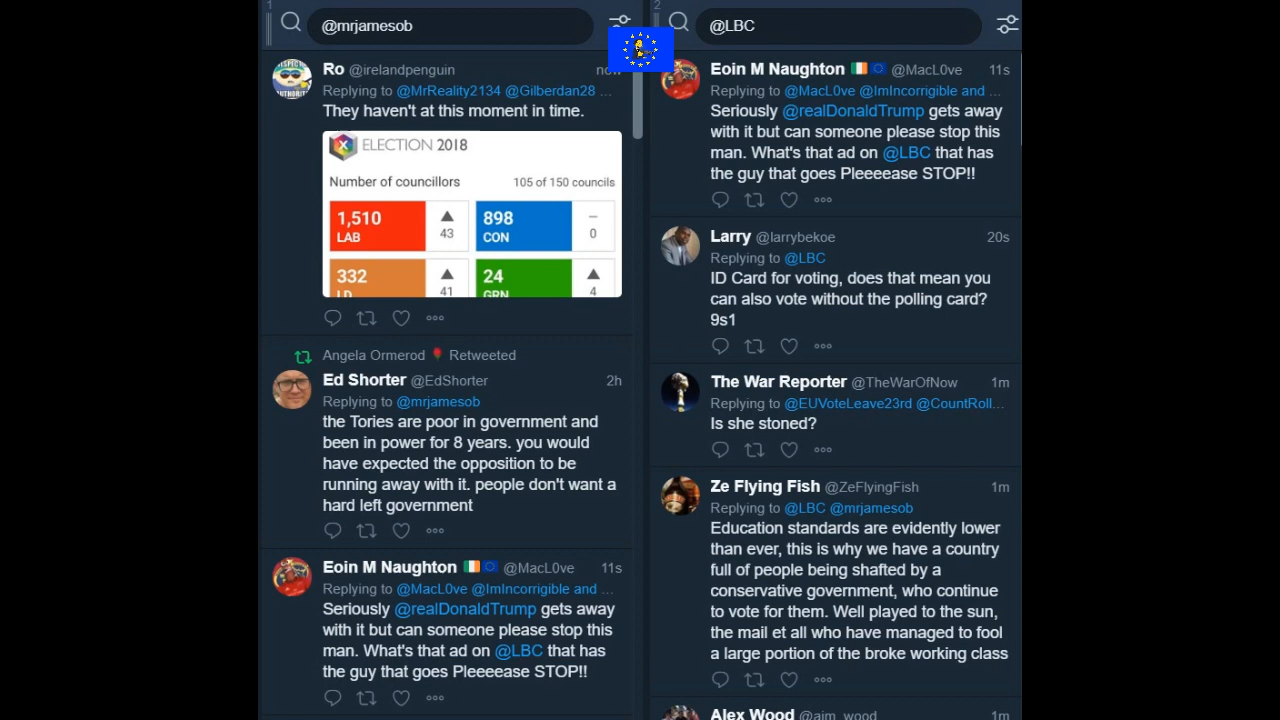 1
@mrjamesob
Ro @irelandpenguin now
Replying to @MrReality2134 @Gilberdan28 ...
They haven't at this moment in time.
ELECTION 2018
Number of councillors 105 of 150 councils
1,510 LAB 43
898 CON 0
332 LD 41
24 GRN 4
Angela Ormerod Retweeted
Ed Shorter @EdShorter 2h
Replying to @mrjamesob
the Tories are poor in government and
been in power for 8 years. you would
have expected the opposition to be
running away with it. people don't want a
hard left government
Eoin M Naughton @MacL0ve 11s
Replying to @MacL0ve @ImIncorrigible and ...
Seriously @realDonaldTrump gets away
with it but can someone please stop this
man. What's that ad on @LBC that has
the guy that goes Pleeeease STOP!!
2
@LBC
Eoin M Naughton @MacL0ve 11s
Replying to @MacL0ve @ImIncorrigible and ...
Seriously @realDonaldTrump gets away
with it but can someone please stop this
man. What's that ad on @LBC that has
the guy that goes Pleeeease STOP!!
Larry @larrybekoe 20s
Replying to @LBC
ID Card for voting, does that mean you
can also vote without the polling card?
9s1
The War Reporter @TheWarOfNow 1m
Replying to @EUVoteLeave23rd @CountRoll...
Is she stoned?
Ze Flying Fish @ZeFlyingFish 1m
Replying to @LBC @mrjamesob
Education standards are evidently lower
than ever, this is why we have a country
full of people being shafted by a
conservative government, who continue
to vote for them. Well played to the sun,
the mail et all who have managed to fool
a large portion of the broke working class
Alex Wood @aim_wood 1m